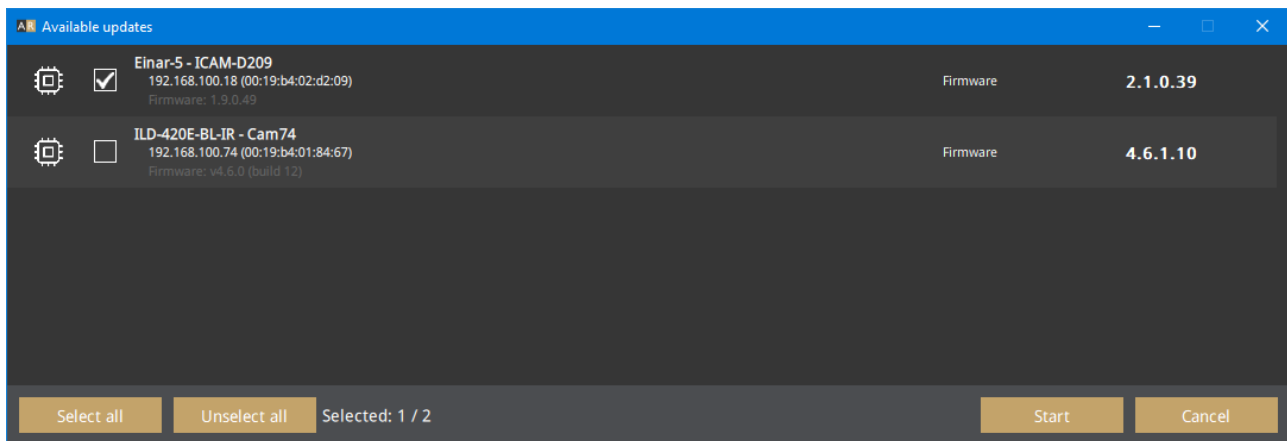 AR Available updates
Einar-5 - ICAM-D209
192.168.100.18 (00:19:b4:02:d2:09)
Firmware 2.1.0.39
Firmware: 1.9.0.49
ILD-420E-BL-IR - Cam74
192.168.100.74 (00:19:b4:01:84:67)
Firmware 4.6.1.10
Firmware: v4.6.0 (build 12)
Select all Unselect all Selected: 1 / 2 Start Cancel